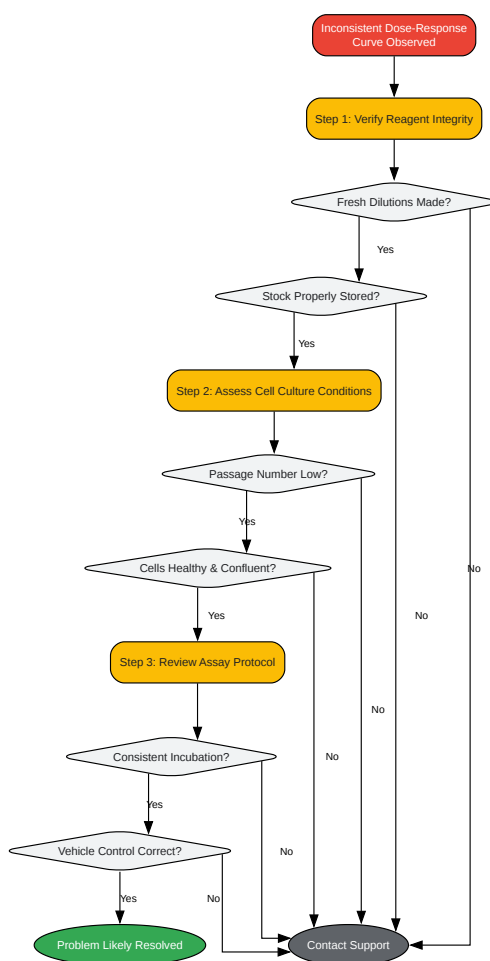 Inconsistent Dose-Response
Curve Observed
Step 1: Verify Reagent Integrity
Fresh Dilutions Made?
Yes
Stock Properly Stored?
Yes
Step 2: Assess Cell Culture Conditions
Passage Number Low?
Yes
Cells Healthy & Confluent?
No
Yes
No
Step 3: Review Assay Protocol
No
Consistent Incubation?
No
Yes
Vehicle Control Correct?
No
Yes
No
Problem Likely Resolved
Contact Support